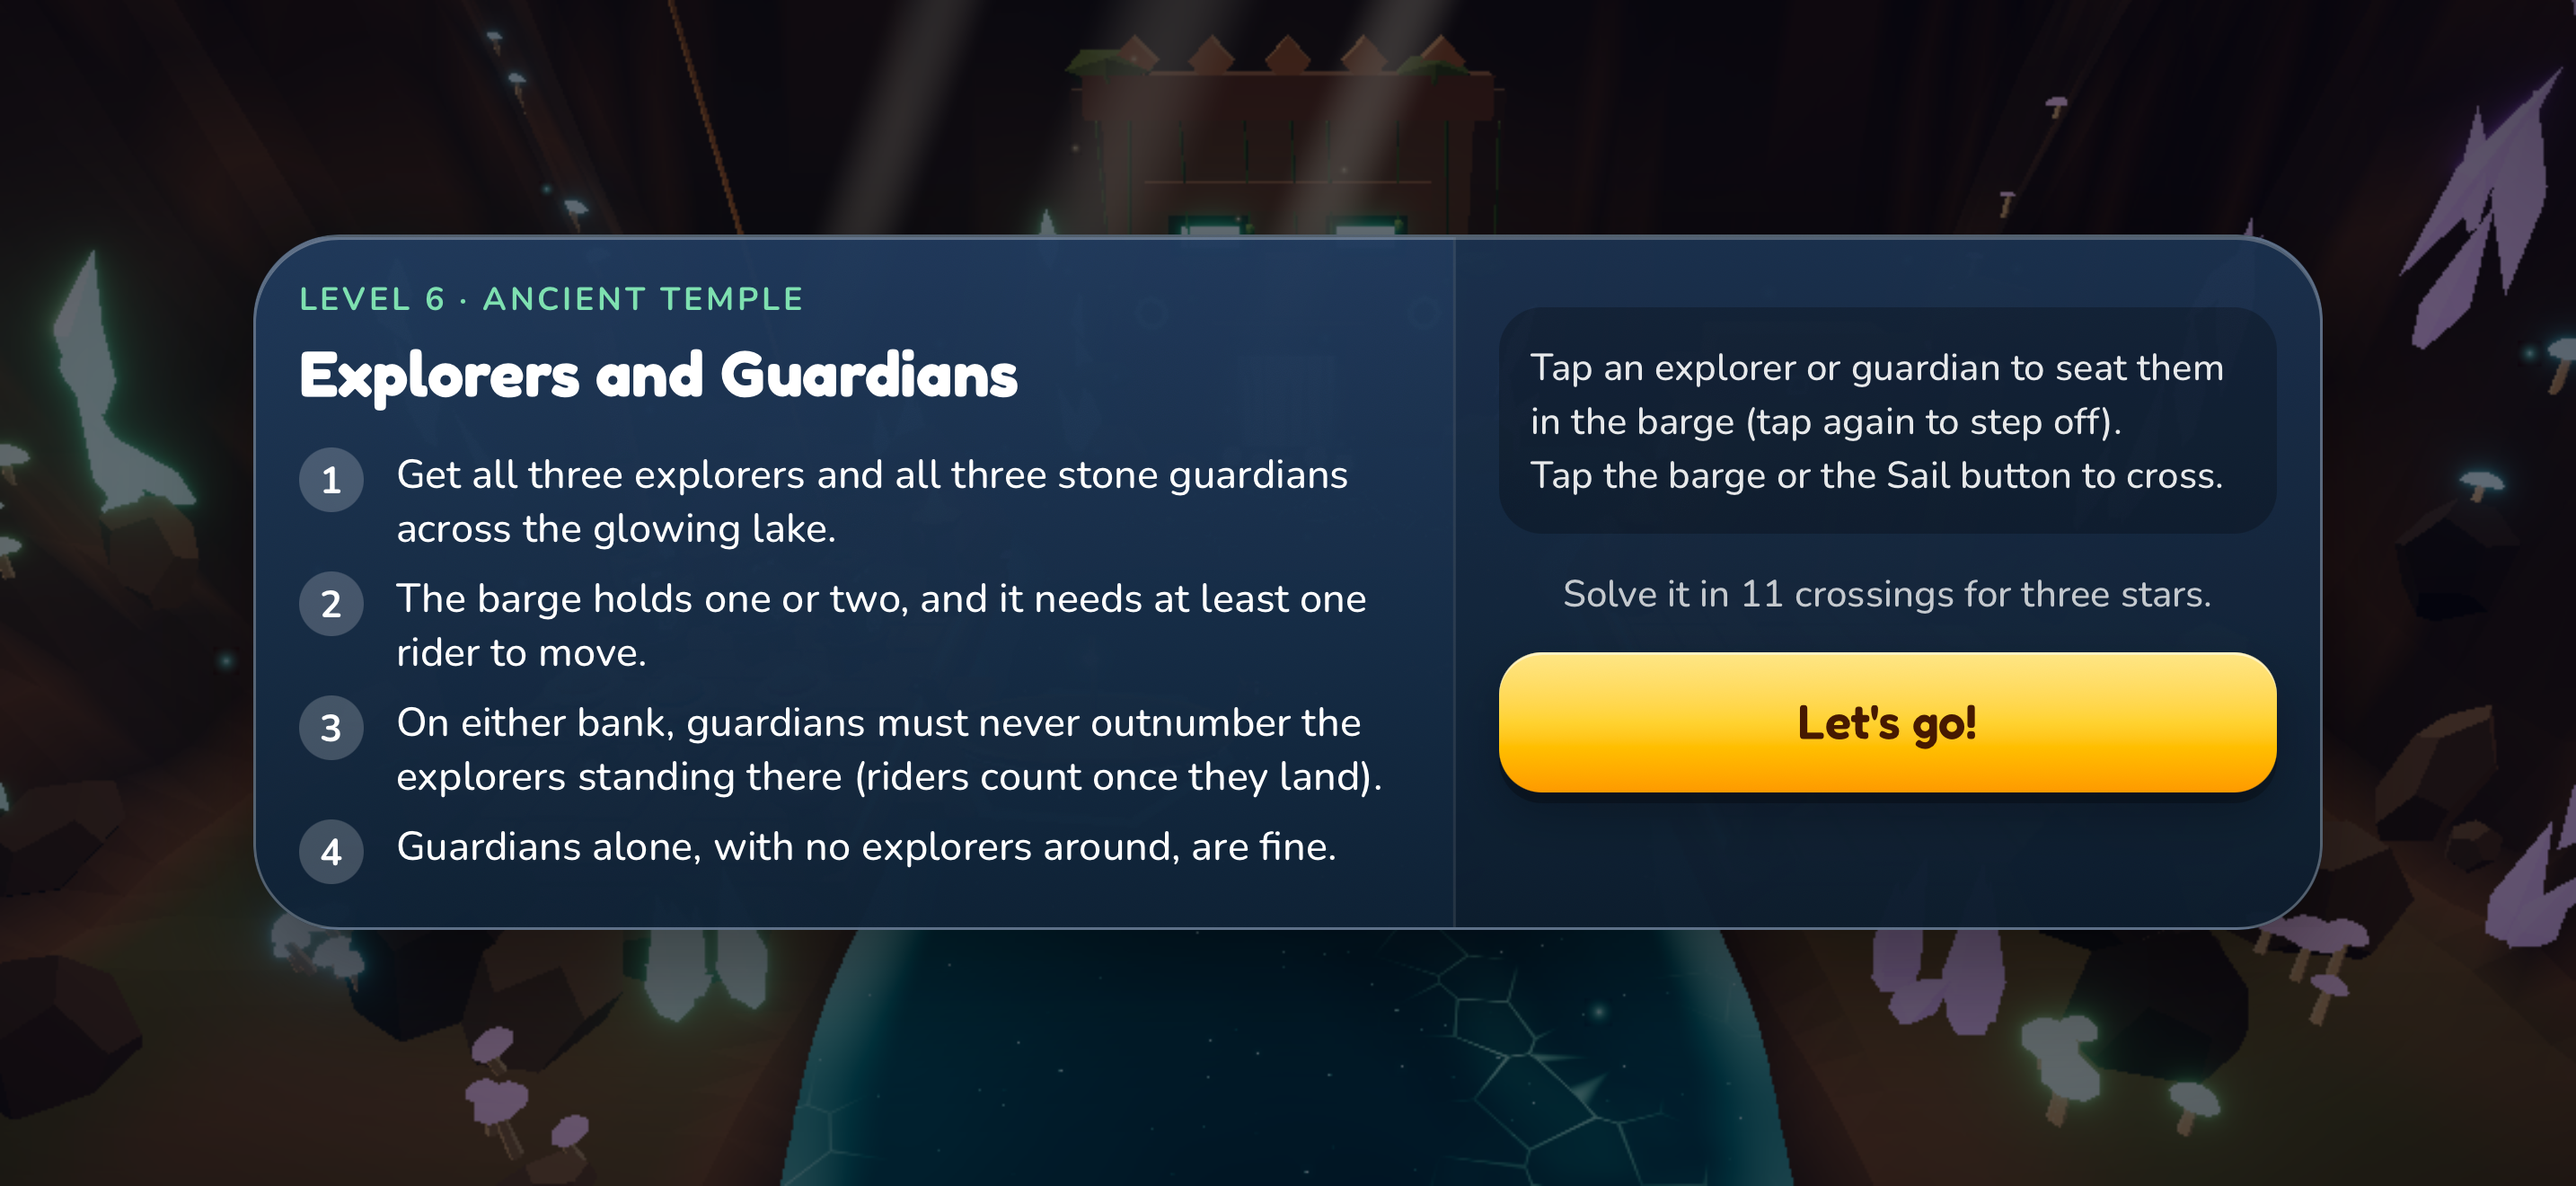 LEVEL 6 · ANCIENT TEMPLE
Explorers and Guardians
1 Get all three explorers and all three stone guardians
across the glowing lake.
2 The barge holds one or two, and it needs at least one
rider to move.
3 On either bank, guardians must never outnumber the
explorers standing there (riders count once they land).
4 Guardians alone, with no explorers around, are fine.
Tap an explorer or guardian to seat them
in the barge (tap again to step off).
Tap the barge or the Sail button to cross.
Solve it in 11 crossings for three stars.
Let's go!